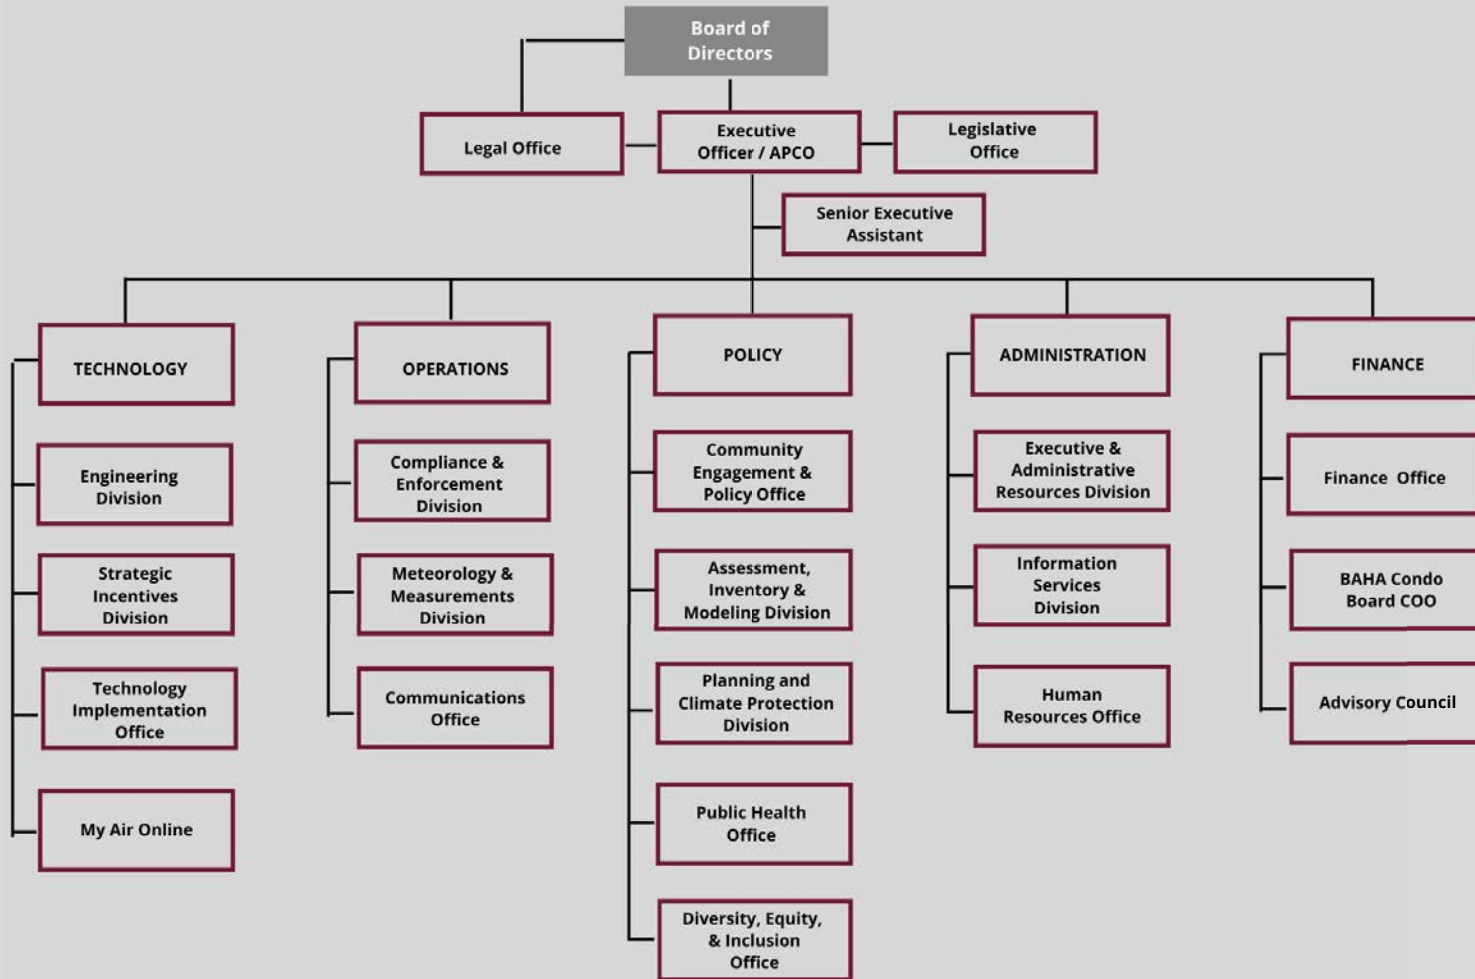 Board of
Directors
Legal Office
Executive
Officer / APCO
Legislative
Office
Senior Executive
Assistant
TECHNOLOGY
Engineering
Division
Strategic
Incentives
Division
Technology
Implementation
Office
My Air Online
OPERATIONS
Compliance &
Enforcement
Division
Meteorology &
Measurements
Division
Communications
Office
POLICY
Community
Engagement &
Policy Office
Assessment,
Inventory &
Modeling Division
Planning and
Climate Protection
Division
Public Health
Office
Diversity, Equity,
& Inclusion
Office
ADMINISTRATION
Executive &
Administrative
Resources Division
Information
Services
Division
Human
Resources Office
FINANCE
Finance Office
BAHA Condo
Board COO
Advisory Council